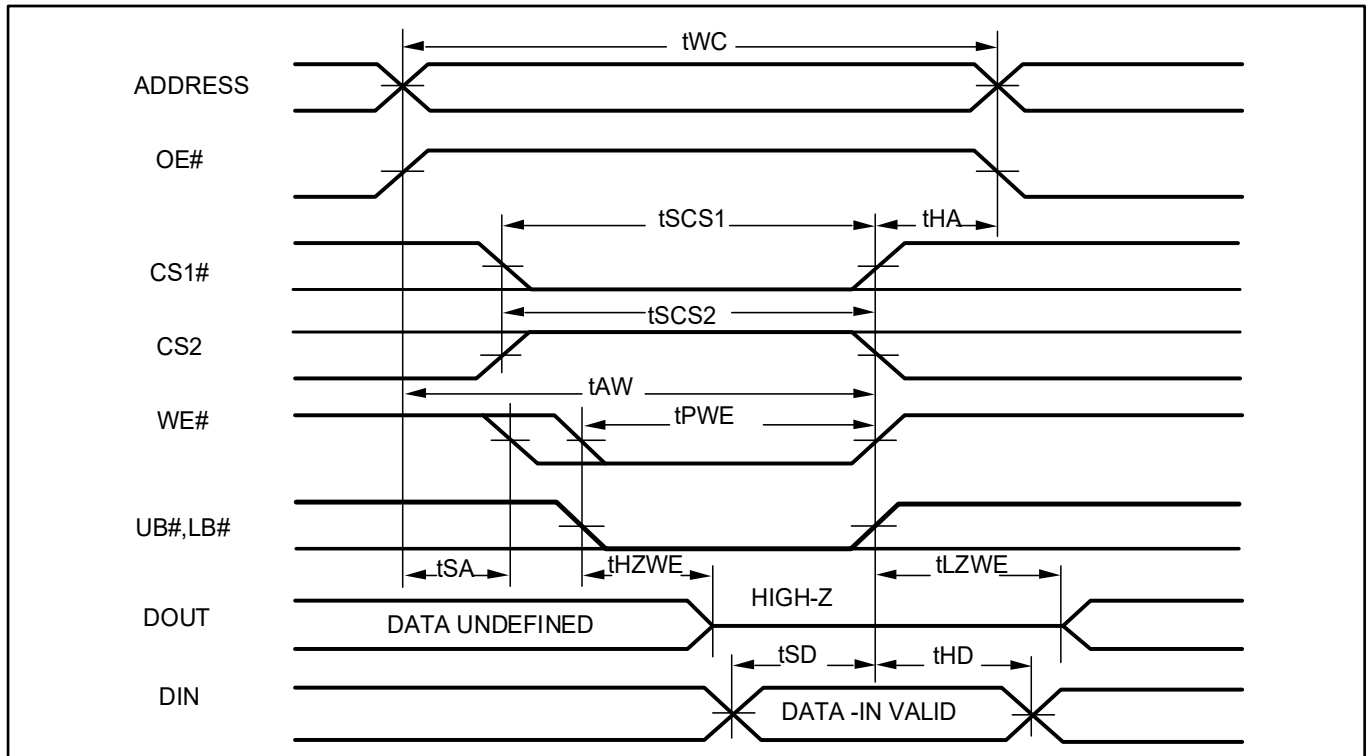 tWC
ADDRESS
OE#
tSCS1
tHA
CS1#
tSCS2
CS2
tAW
WE#
tPWE
UB#,LB#
tSA
tHZWE
tLZWE
HIGH-Z
DOUT
DATA UNDEFINED
tSD
tHD
DIN
DATA -IN VALID